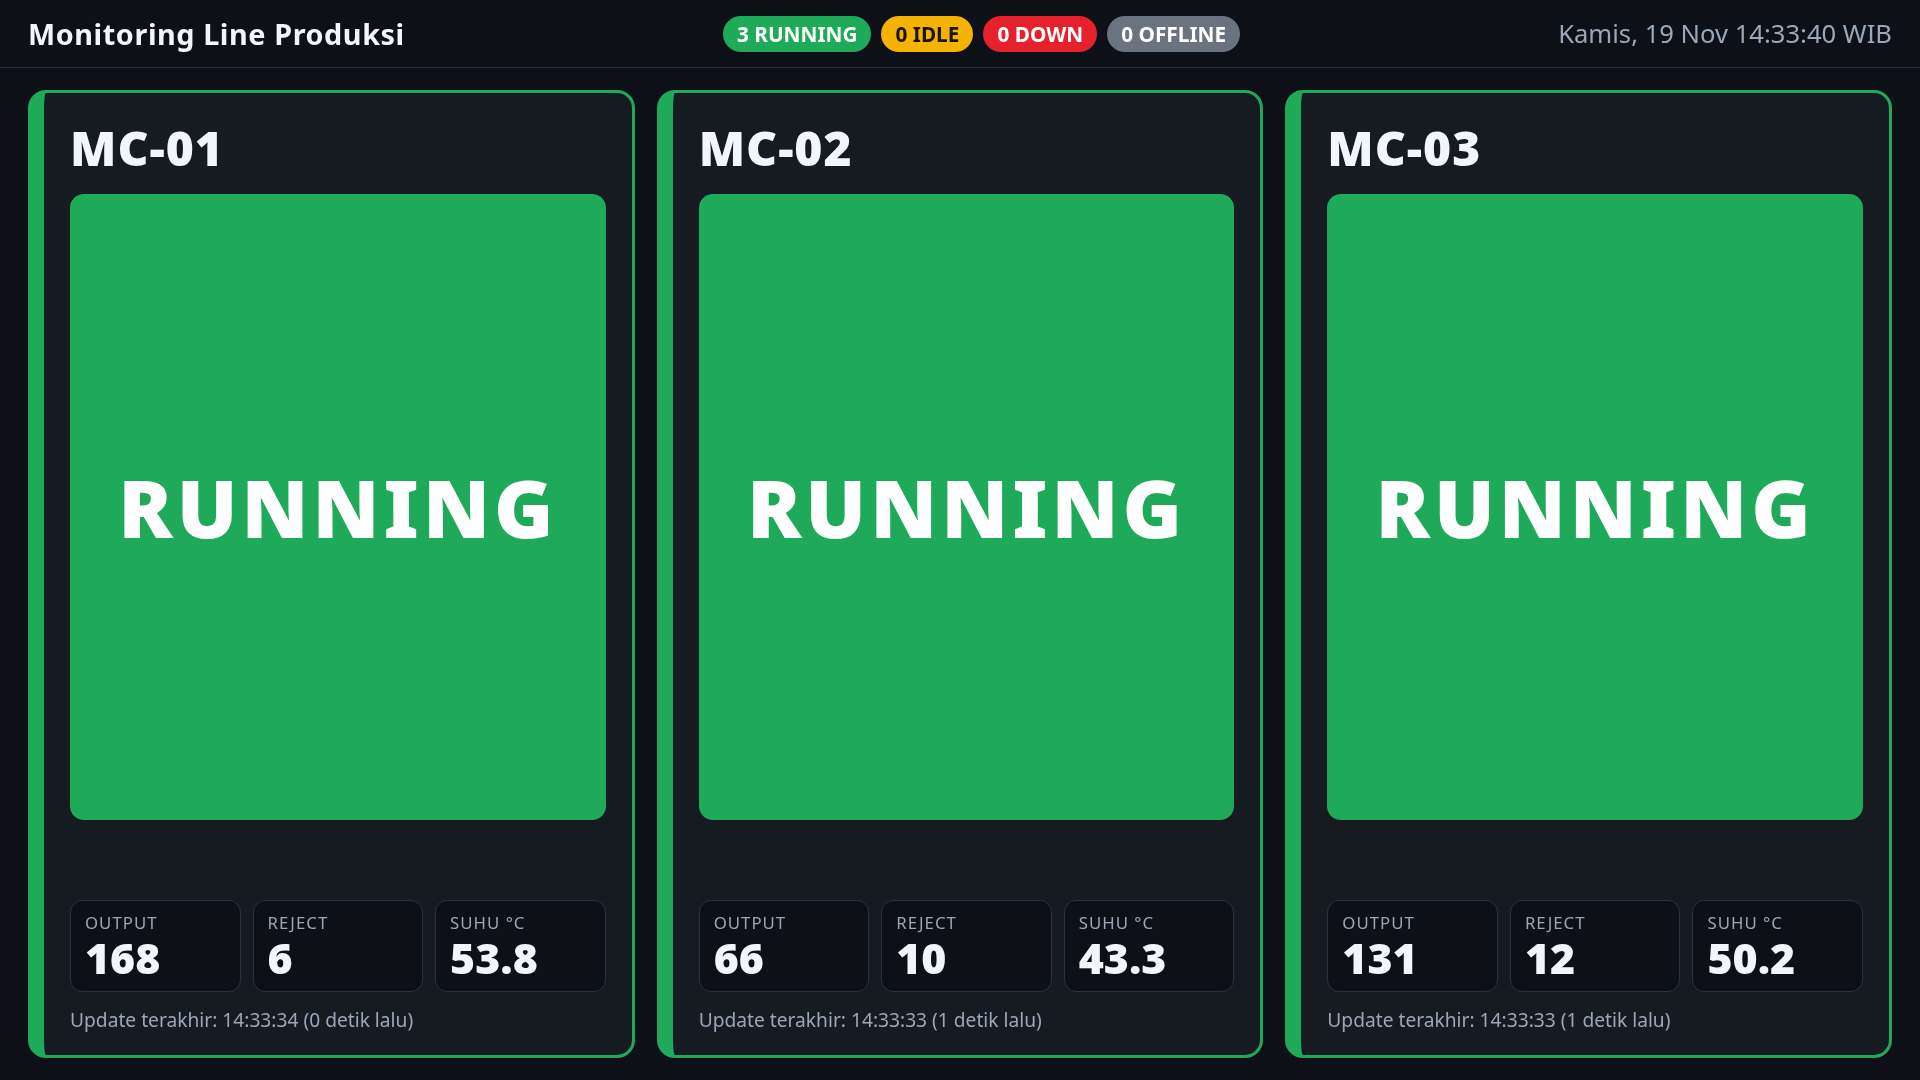 Monitoring Line Produksi
3 RUNNING
0 IDLE
0 DOWN
0 OFFLINE
Kamis, 19 Nov 14:33:40 WIB
MC-01
RUNNING
OUTPUT
168
REJECT
6
SUHU °C
53.8
Update terakhir: 14:33:34 (0 detik lalu)
MC-02
RUNNING
OUTPUT
66
REJECT
10
SUHU °C
43.3
Update terakhir: 14:33:33 (1 detik lalu)
MC-03
RUNNING
OUTPUT
131
REJECT
12
SUHU °C
50.2
Update terakhir: 14:33:33 (1 detik lalu)